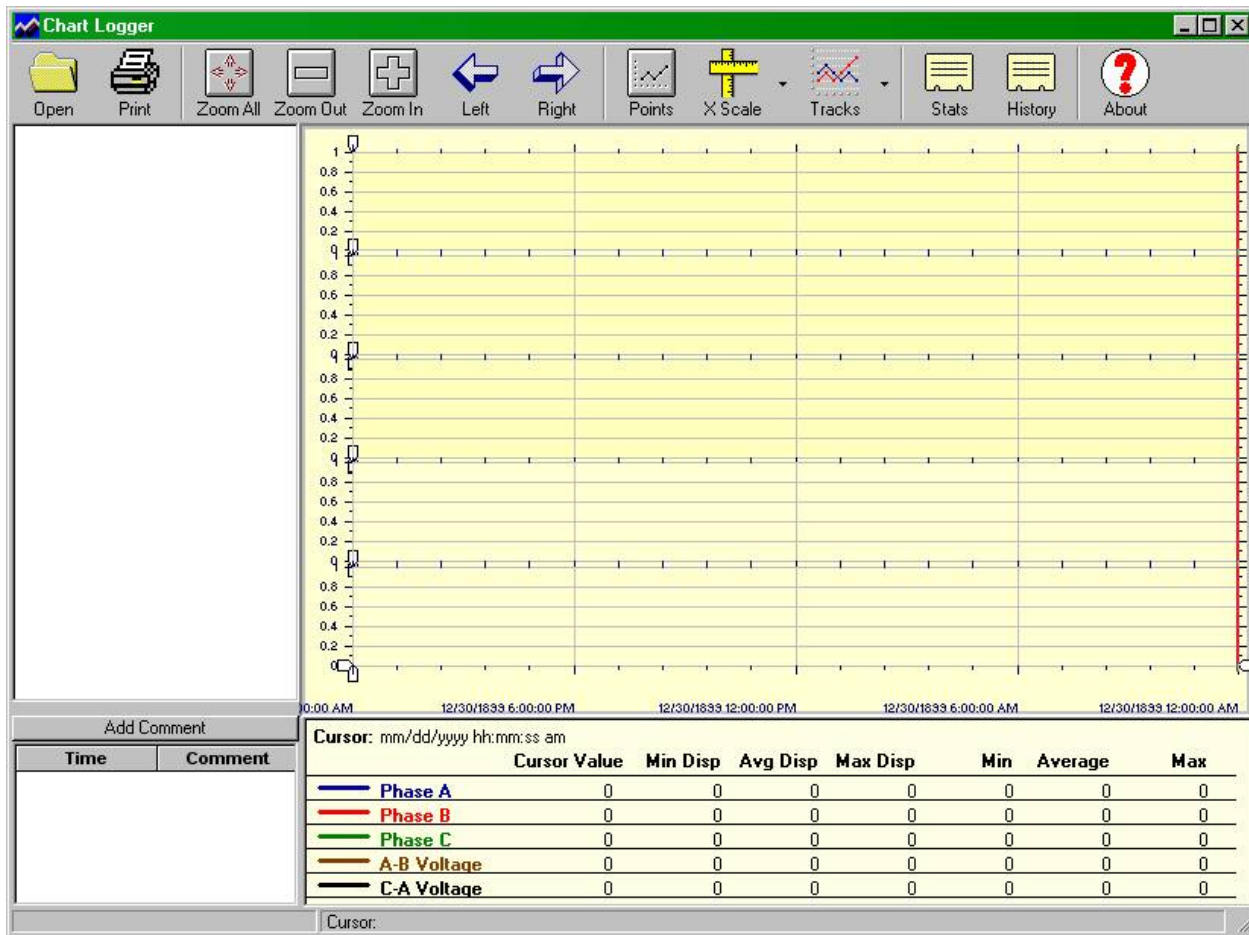 Chart Logger
Open Print Zoom All Zoom Out Zoom In Left Right Points X Scale Tracks Stats History About
1
0.8
0.6
0.4
0.2
0
1
0.8
0.6
0.4
0.2
0
1
0.8
0.6
0.4
0.2
0
1
0.8
0.6
0.4
0.2
0
1
0.8
0.6
0.4
0.2
0
0:00 AM 12/30/1899 6:00:00 PM 12/30/1899 12:00:00 PM 12/30/1899 6:00:00 AM 12/30/1899 12:00:00 AM
Add Comment
Time Comment
Cursor: mm/dd/yyyy hh:mm:ss am
Cursor Value Min Disp Avg Disp Max Disp Min Average Max
Phase A 0 0 0 0 0 0 0
Phase B 0 0 0 0 0 0 0
Phase C 0 0 0 0 0 0 0
A-B Voltage 0 0 0 0 0 0 0
C-A Voltage 0 0 0 0 0 0 0
Cursor: